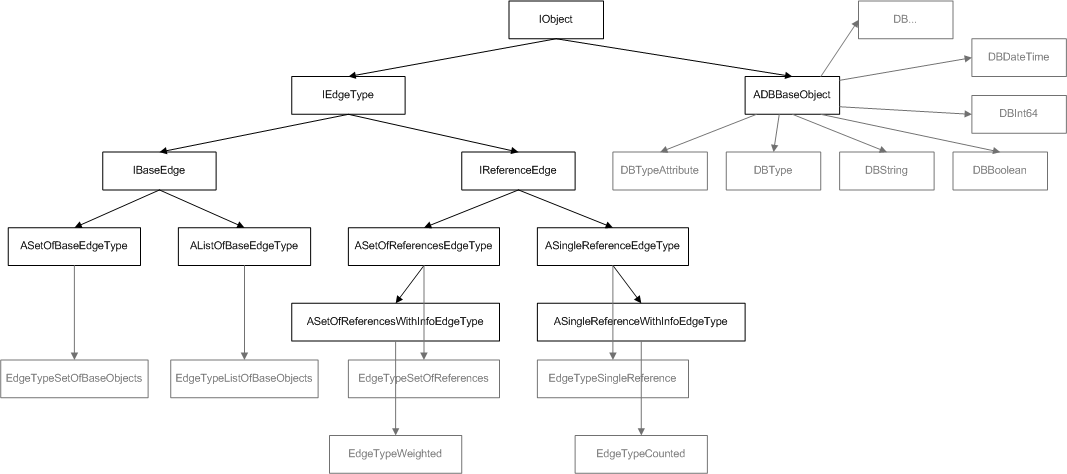 IObject
DB...
DBDateTime
IEdgeType
ADBBaseObject
DBInt64
IBaseEdge
IReferenceEdge
DBTypeAttribute
DBType
DBString
DBBoolean
ASetOfBaseEdgeType
AListOfBaseEdgeType
ASetOfReferencesEdgeType
ASingleReferenceEdgeType
ASetOfReferencesWithInfoEdgeType
ASingleReferenceWithInfoEdgeType
EdgeTypeSetOfBaseObjects
EdgeTypeListOfBaseObjects
EdgeTypeSetOfReferences
EdgeTypeSingleReference
EdgeTypeWeighted
EdgeTypeCounted